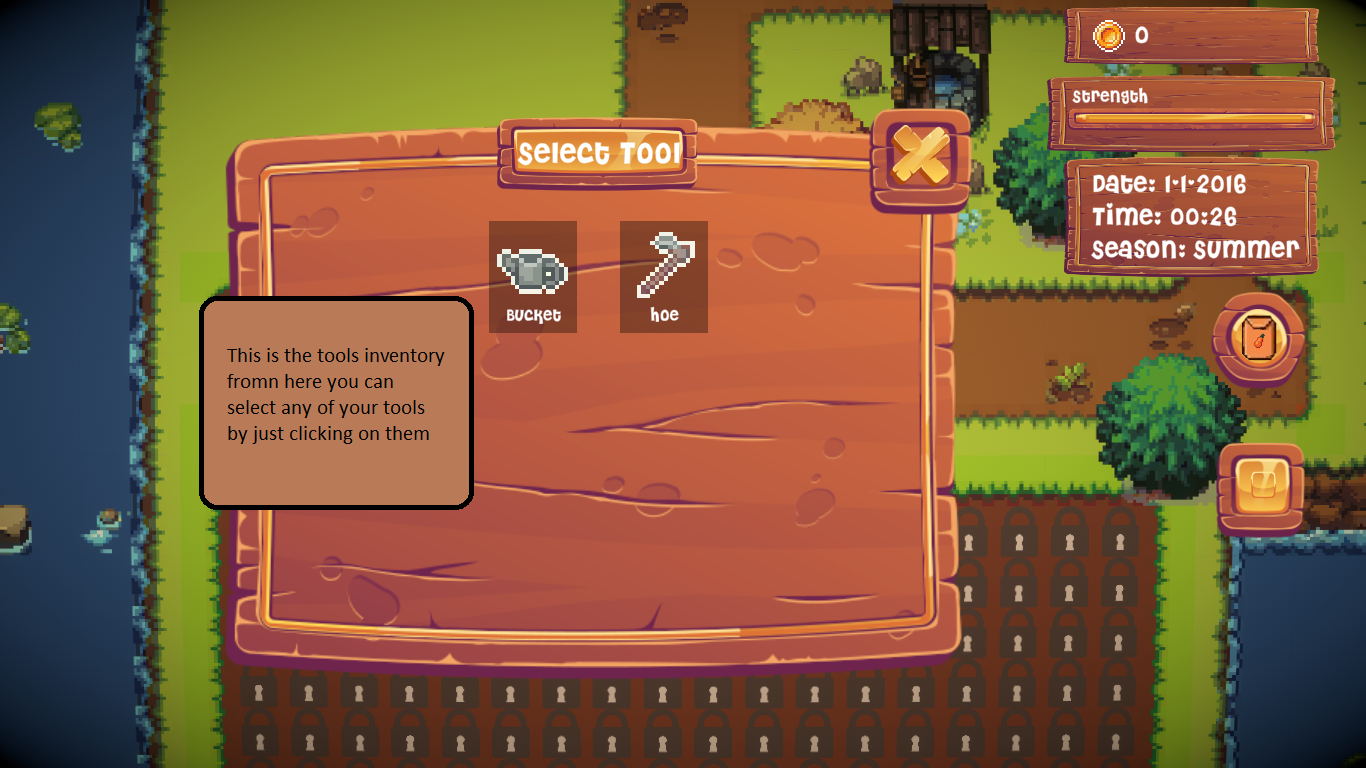 0
Strength
Select Tool
Date: 1-1-2016
Time: 00:26
Season: Summer
Bucket
hoe
This is the tools inventory
fromn here you can
select any of your tools
by just clicking on them